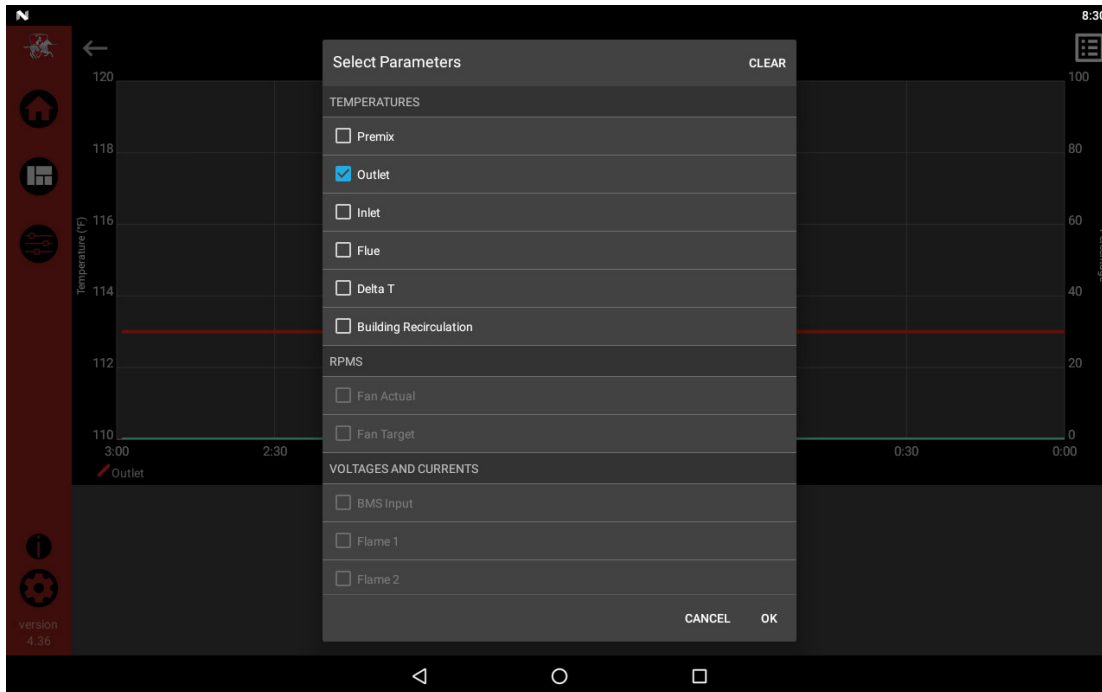 8:30
Select Parameters CLEAR
120 100
TEMPERATURES
Premix
118 80
Outlet
Inlet
116 60
Temperature (°F)
Flue
Delta T
114 40
Building Recirculation
RPMS
112 20
Fan Actual
Fan Target
110 0
3:00 2:30 0:30 0:00
Outlet
VOLTAGES AND CURRENTS
BMS Input
Flame 1
Flame 2
CANCEL OK
version
4.36